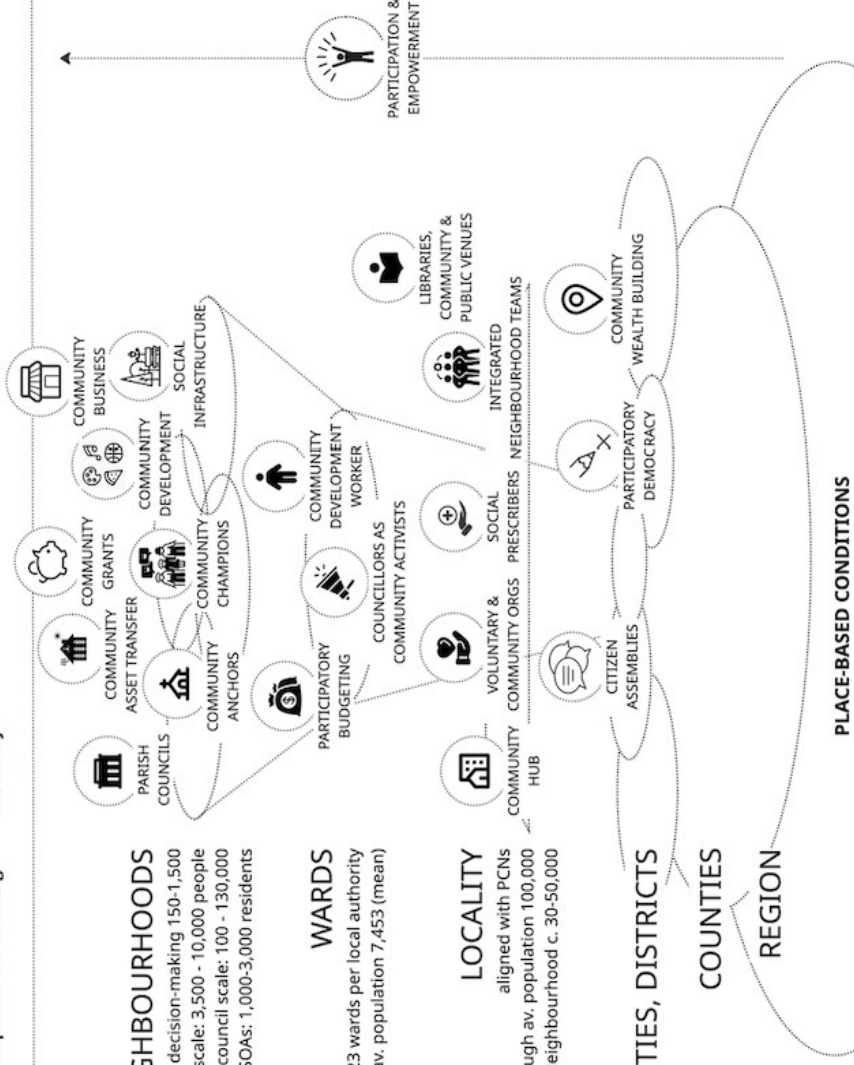 PARTICIPATION &
EMPOWERMENT
COMMUNITY
BUSINESS
COMMUNITY
GRANTS
COMMUNITY
ASSET TRANSFER
PARISH
COUNCILS
COMMUNITY
ANCHORS
COMMUNITY
CHAMPIONS
COMMUNITY
DEVELOPMENT
SOCIAL
INFRASTRUCTURE
GHBOURHOODS
decision-making 150-1,500
scale: 3,500 - 10,000 people
council scale: 100 - 130,000
SOAs: 1,000-3,000 residents
PARTICIPATORY
BUDGETING
COUNCILLORS AS
COMMUNITY ACTIVISTS
COMMUNITY
DEVELOPMENT
WORKER
WARDS
23 wards per local authority
av. population 7,453 (mean)
LIBRARIES,
COMMUNITY &
PUBLIC VENUES
COMMUNITY
HUB
VOLUNTARY &
COMMUNITY ORGS
SOCIAL
PRESCRIBERS
INTEGRATED
NEIGHBOURHOOD TEAMS
LOCALITY
aligned with PCNs
ugh av. population 100,000
eighbourhood c. 30-50,000
CITIZEN
ASSEMBLIES
PARTICIPATORY
DEMOCRACY
COMMUNITY
WEALTH BUILDING
TIES, DISTRICTS
COUNTIES
REGION
PLACE-BASED CONDITIONS